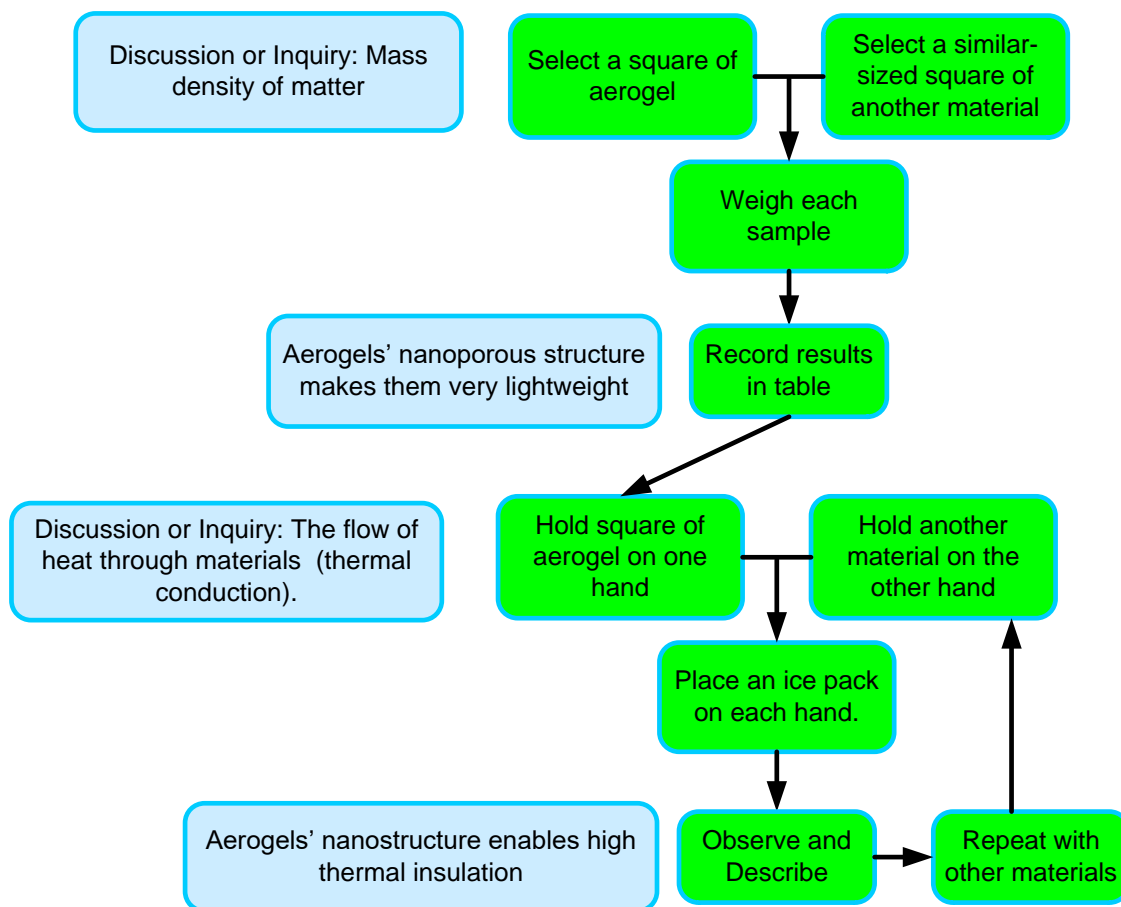 Discussion or Inquiry: Mass
density of matter
Select a square of
aerogel
Select a similar-
sized square of
another material
Weigh each
sample
Aerogels’ nanoporous structure
makes them very lightweight
Record results
in table
Discussion or Inquiry: The flow of
heat through materials  (thermal
conduction).
Hold square of
aerogel on one
hand
Hold another
material on the
other hand
Place an ice pack
on each hand.
Aerogels’ nanostructure enables high
thermal insulation
Observe and
Describe
Repeat with
other materials